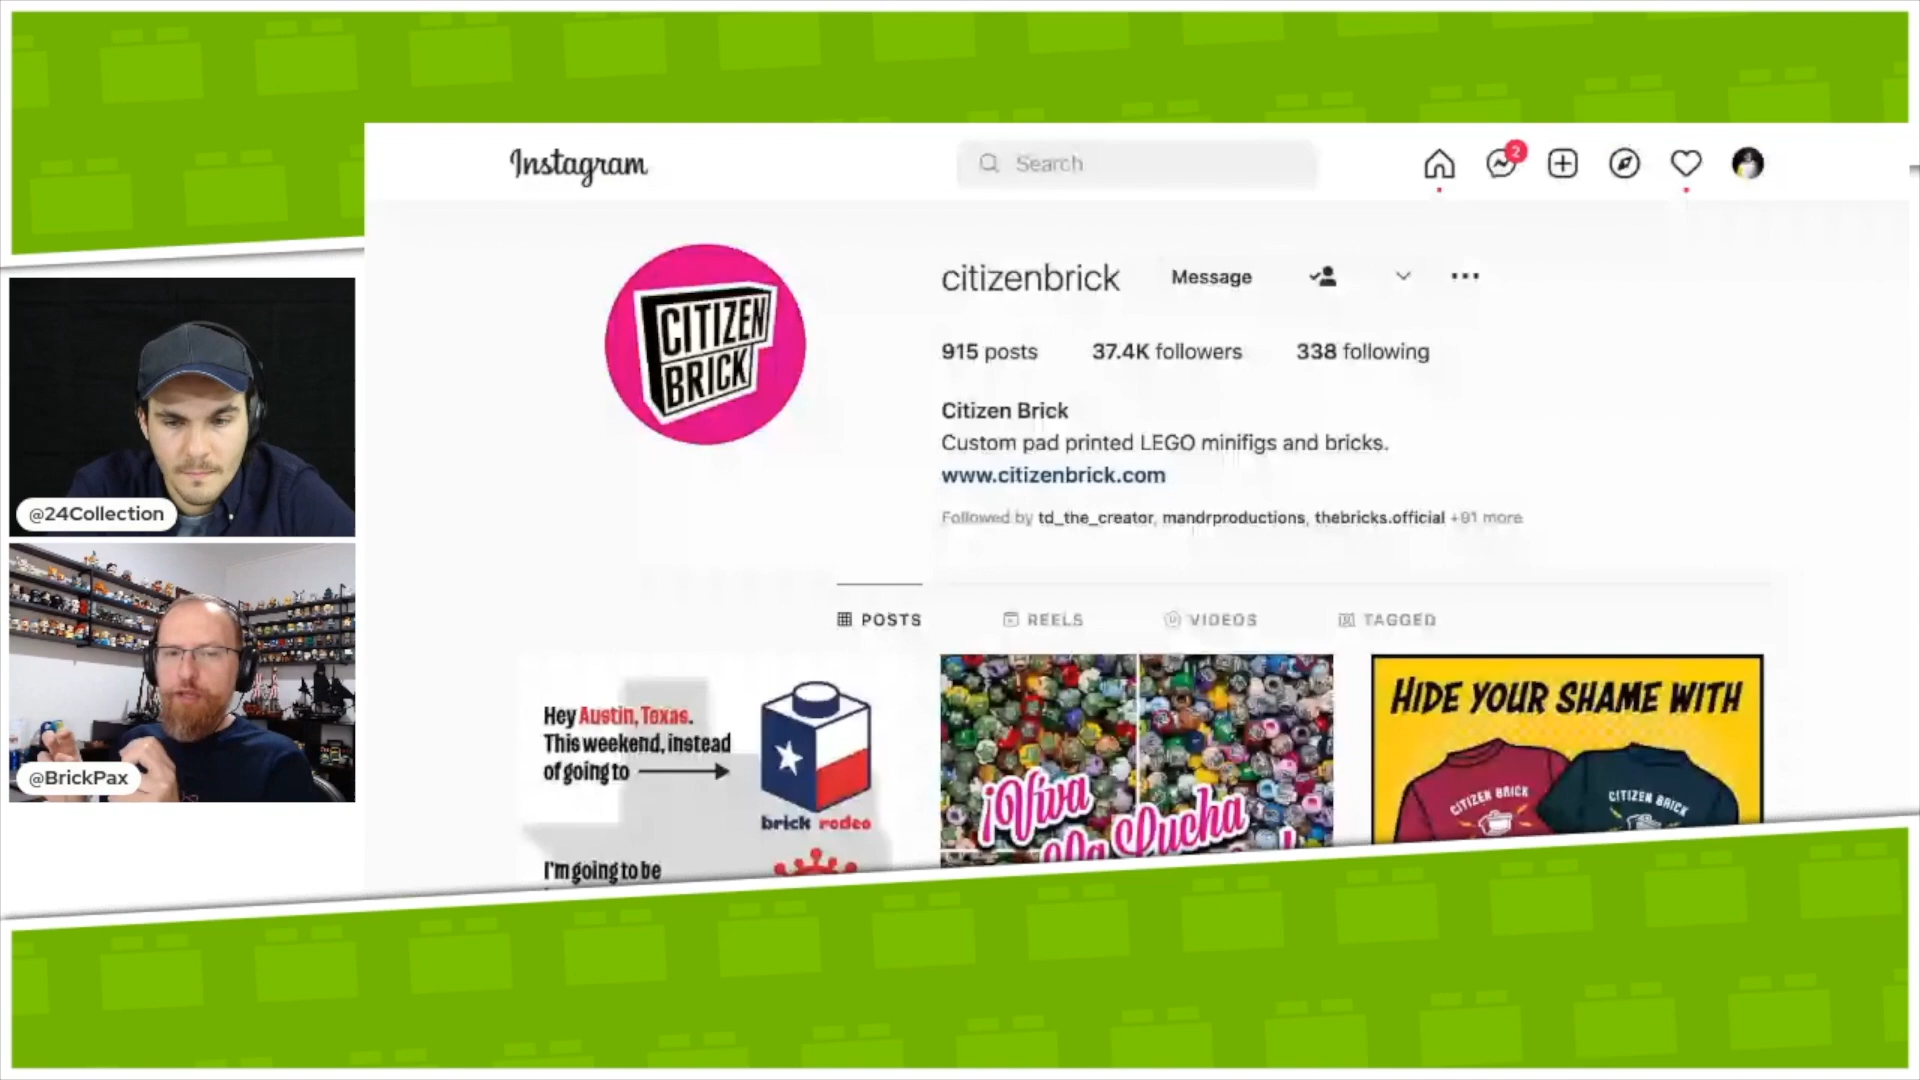 Instagram
Search
2
CITIZEN
BRICK
citizenbrick
Message
915 posts
37.4K followers
338 following
Citizen Brick
Custom pad printed LEGO minifigs and bricks.
www.citizenbrick.com
Followed by td_the_creator, mandrproductions, thebricks.official +91 more
POSTS
REELS
VIDEOS
TAGGED
Hey Austin, Texas.
This weekend, instead
of going to
brick rodeo
I'm going to be
¡Viva
La Lucha
HIDE YOUR SHAME WITH
CITIZEN BRICK
CITIZEN BRICK
@24Collection
@BrickPax